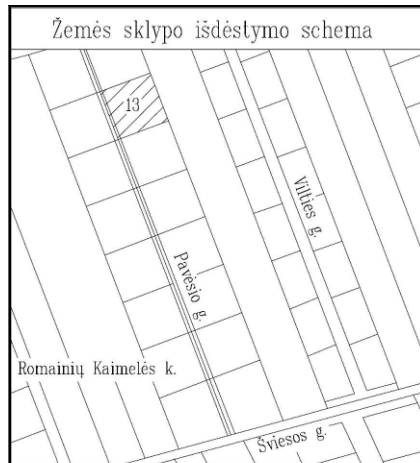 Žemės sklypo išdėstymo schema
13
Vilties g.
Pavėsio g.
Romainių Kaimelės k.
Šviesos g.